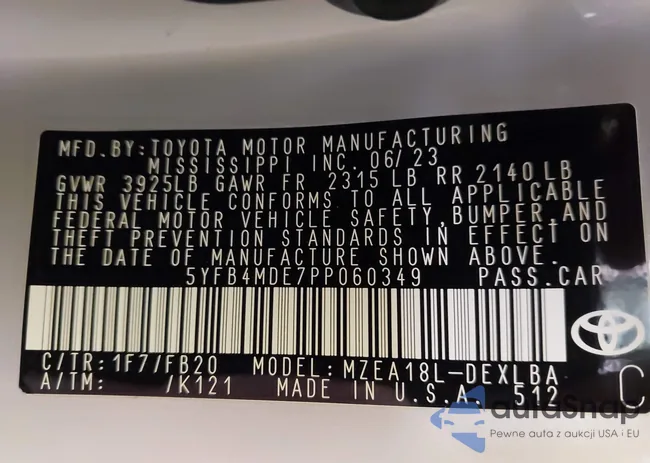 MFD. BY: TOYOTA MOTOR MANUFACTURING
MISSISSIPPI INC. 06/23
GVWR 3925LB GAWR FR 2315 LB RR 2140 LB
THIS VEHICLE CONFORMS TO ALL APPLICABLE
FEDERAL MOTOR VEHICLE SAFETY, BUMPER, AND
THEFT PREVENTION STANDARDS IN EFFECT ON
THE DATE OF MANUFACTURE SHOWN ABOVE.
5YFB4MDE7PP060349 PASS.CAR
C/TR: 1F7/FB20 MODEL: MZEA18L-DEXLBA
A/TM: /K121 MADE IN U.S.A. 512
C
autoSnap
Pewne auta z aukcji USA i EU